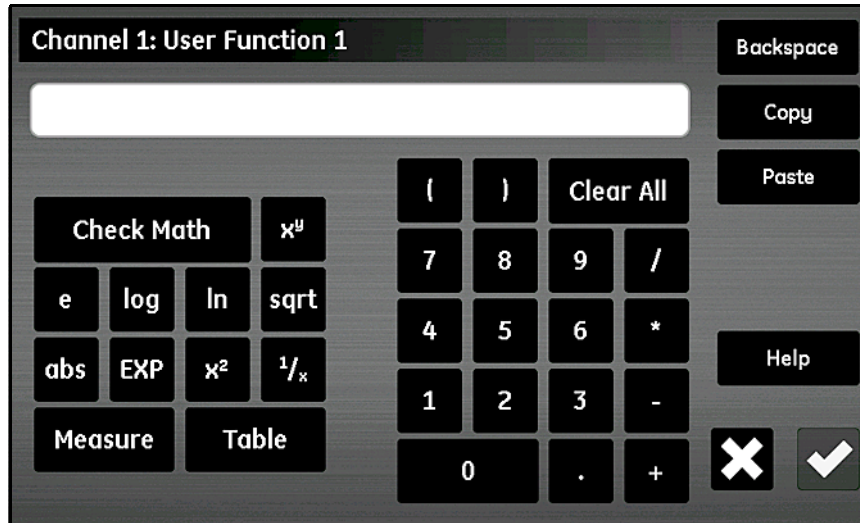 Channel 1: User Function 1
Backspace
Copy
Paste
( ) Clear All
Check Math xʸ
7 8 9 /
e log ln sqrt
4 5 6 *
Help
abs EXP x² ¹/ₓ
1 2 3 -
Measure Table
0 . +